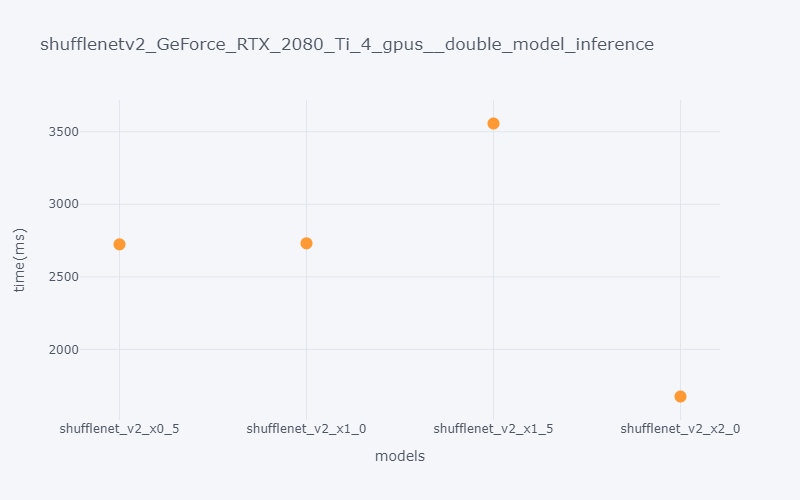 shufflenetv2_GeForce_RTX_2080_Ti_4_gpus__double_model_inference
time(ms)
3500
3000
2500
2000
shufflenet_v2_x0_5
shufflenet_v2_x1_0
shufflenet_v2_x1_5
shufflenet_v2_x2_0
models